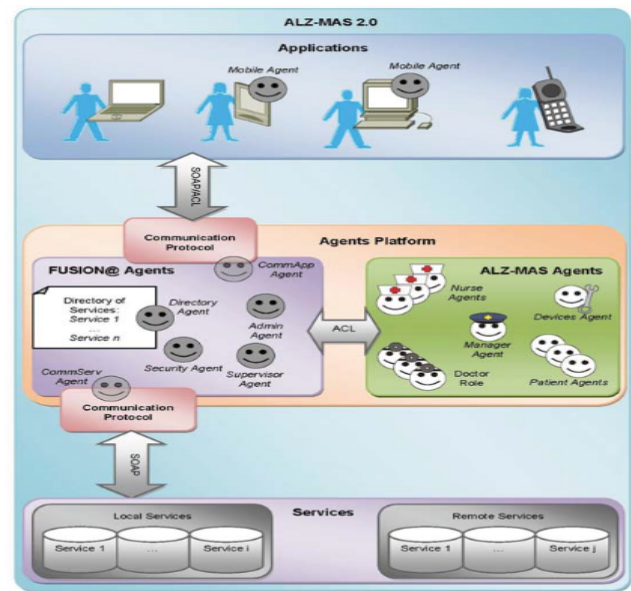 ALZ-MAS 2.0
Applications
Mobile Agent
Mobile Agent
SOAP/ACL
Communication
Protocol
Agents Platform
FUSION@ Agents
CommApp
Agent
Directory of
Services:
Service 1
...
Service n
Directory
Agent
Admin
Agent
Security Agent
Supervisor
Agent
CommServ
Agent
Communication
Protocol
ACL
ALZ-MAS Agents
Nurse
Agents
Devices Agent
Manager
Agent
Doctor
Role
Patient Agents
SOAP
Services
Local Services
Service 1
...
Service i
Remote Services
Service 1
...
Service j